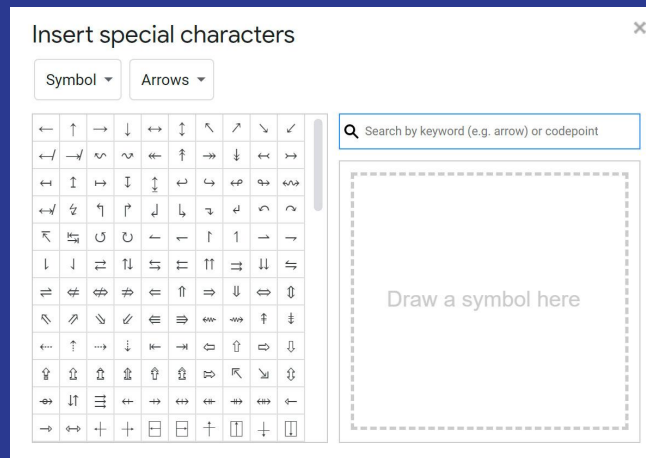 Insert special characters
Symbol
Arrows
Search by keyword (e.g. arrow) or codepoint
Draw a symbol here